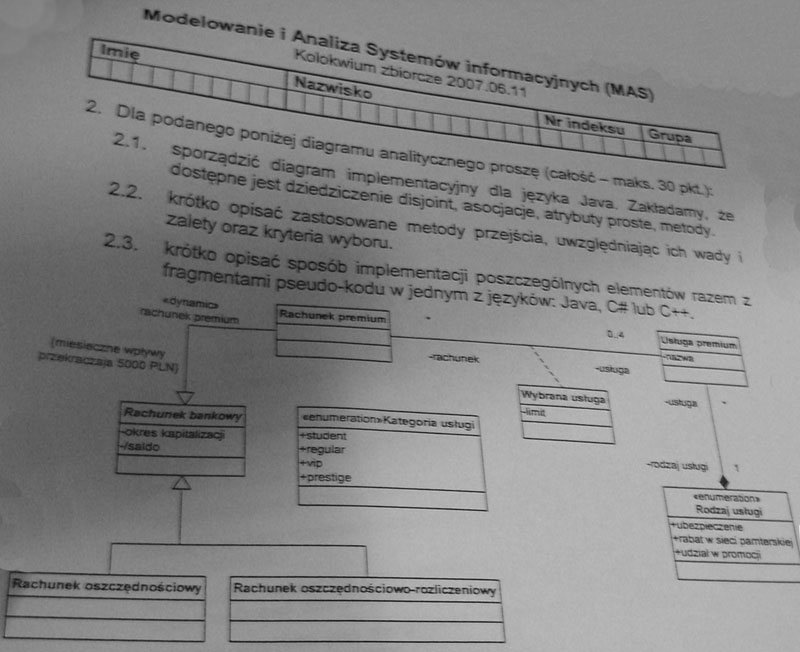 Modelowanie i Analiza Systemów informacyjnych (MAS)
Kolokwium zbiorcze 2007.06.11
Imię
Nazwisko
Nr indeksu
Grupa
2. Dla podanego poniżej diagramu analitycznego proszę (całość – maks. 30 pkt.):
2.1. sporządzić diagram implementacyjny dla języka Java. Zakładamy, że
dostępne jest dziedziczenie disjoint, asocjacje, atrybuty proste, metody.
2.2. krótko opisać zastosowane metody przejścia, uwzględniając ich wady i
zalety oraz kryteria wyboru.
2.3. krótko opisać sposób implementacji poszczególnych elementów razem z
fragmentami pseudo-kodu w jednym z języków: Java, C# lub C++.
«dynamic»
rachunek premium
{miesieczne wpływy
przekraczaja 5000 PLN}
Rachunek premium
*
-rachunek
0..4
-usługa
Usługa premium
-nazwa
Wybrana usługa
-limit
-usługa
*
-rodzaj usługi
1
Rachunek bankowy
-okres kapitalizacji
-/saldo
«enumeration»Kategoria usługi
+student
+regular
+vip
+prestige
«enumeration»
Rodzaj usługi
+ubezpieczenie
+rabat w sieci parnterskiej
+udział w promocji
Rachunek oszczędnościowy
Rachunek oszczędnościowo-rozliczeniowy